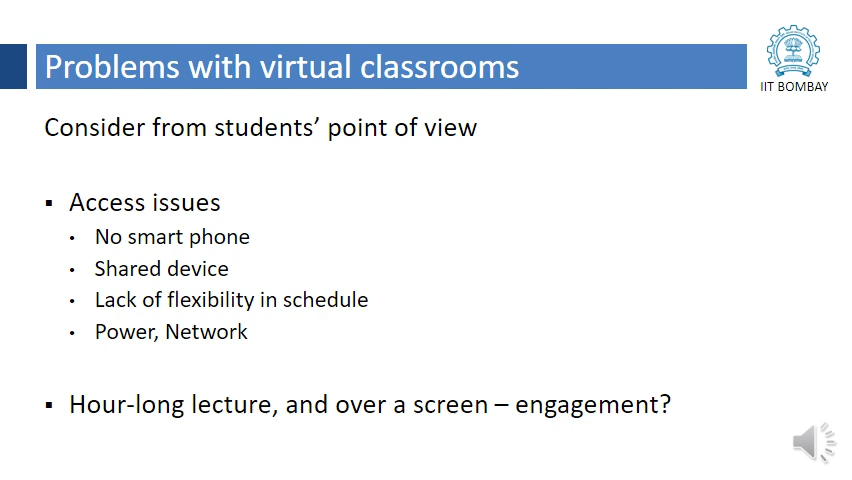 Problems with virtual classrooms
IIT BOMBAY
Consider from students’ point of view
▪ Access issues
• No smart phone
• Shared device
• Lack of flexibility in schedule
• Power, Network
▪ Hour-long lecture, and over a screen – engagement?